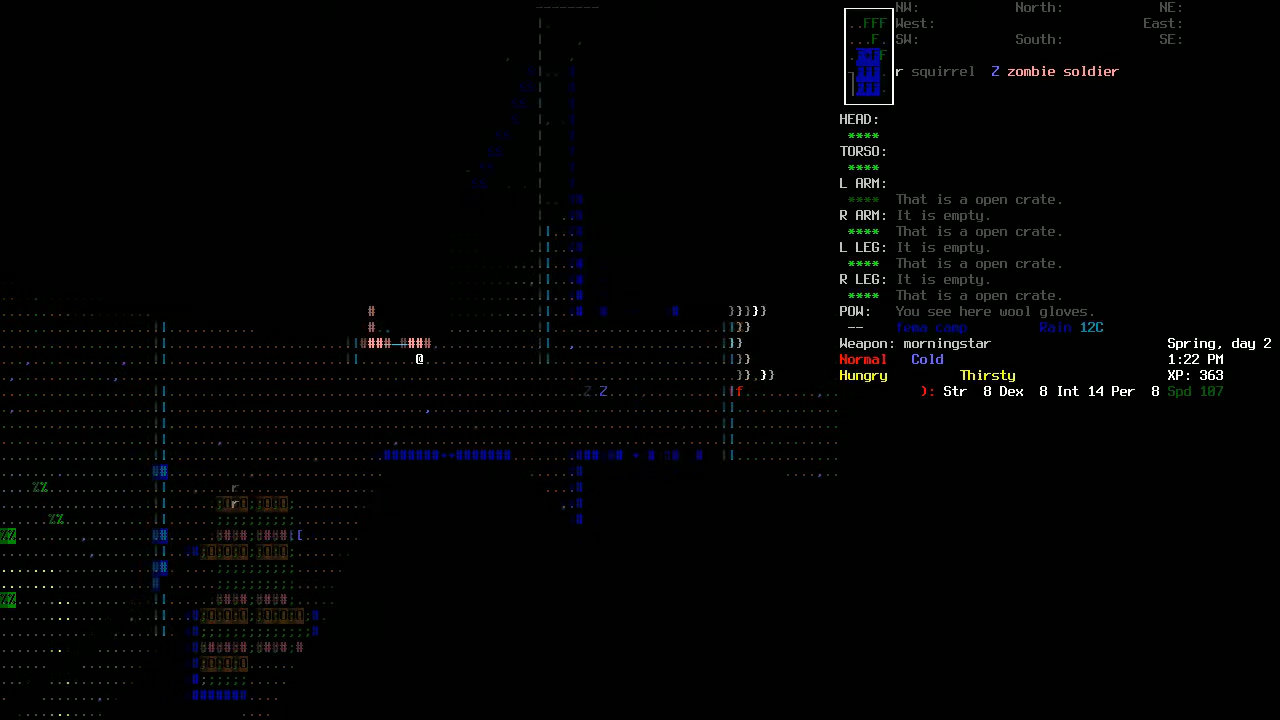 NW: North: NE:
West: East:
SW: South: SE:
r squirrel Z zombie soldier
HEAD:
****
TORSO:
****
L ARM:
**** That is a open crate.
R ARM: It is empty.
**** That is a open crate.
L LEG: It is empty.
**** That is a open crate.
R LEG: It is empty.
**** That is a open crate.
POW: You see here wool gloves.
-- fema camp Rain 12C
Weapon: morningstar Spring, day 2
Normal Cold 1:22 PM
Hungry Thirsty XP: 363
): Str 8 Dex 8 Int 14 Per 8 Spd 107